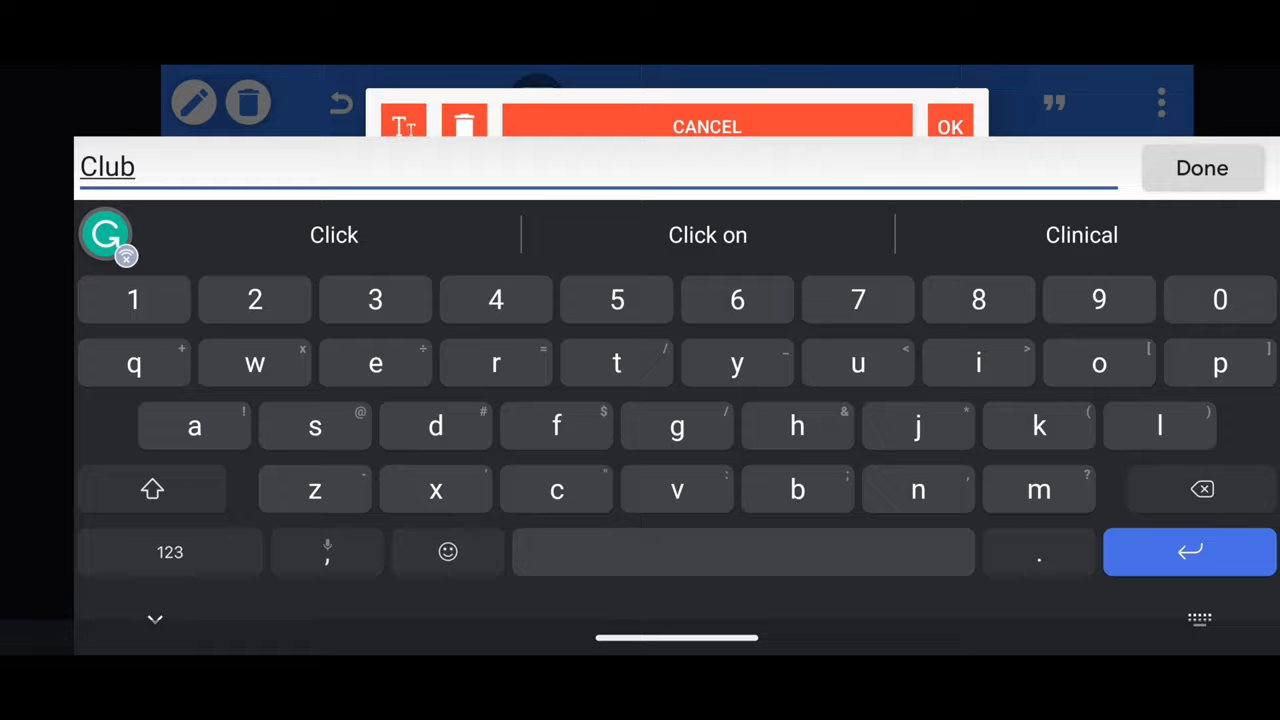 Tт CANCEL OK
Club Done
Click Click on Clinical
1 2 3 4 5 6 7 8 9 0
q + w x e ÷ r = t / y _ u < i > o [ p ]
a ! s @ d # f $ g / h & j * k ( l )
z - x ' c " v : b ; n , m ?
123 , .